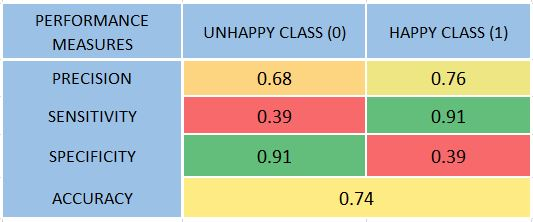 PERFORMANCE
MEASURES
UNHAPPY CLASS (0)
HAPPY CLASS (1)
PRECISION
0.68
0.76
SENSITIVITY
0.39
0.91
SPECIFICITY
0.91
0.39
ACCURACY
0.74